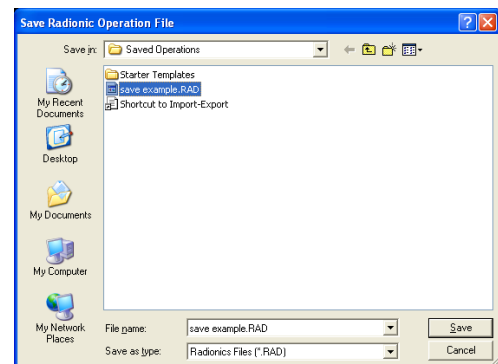 Save Radionic Operation File
Save in: Saved Operations
Starter Templates
save example.RAD
Shortcut to Import-Export
My Recent
Documents
Desktop
My Documents
My Computer
My Network
Places
File name: save example.RAD Save
Save as type: Radionics Files (*.RAD) Cancel